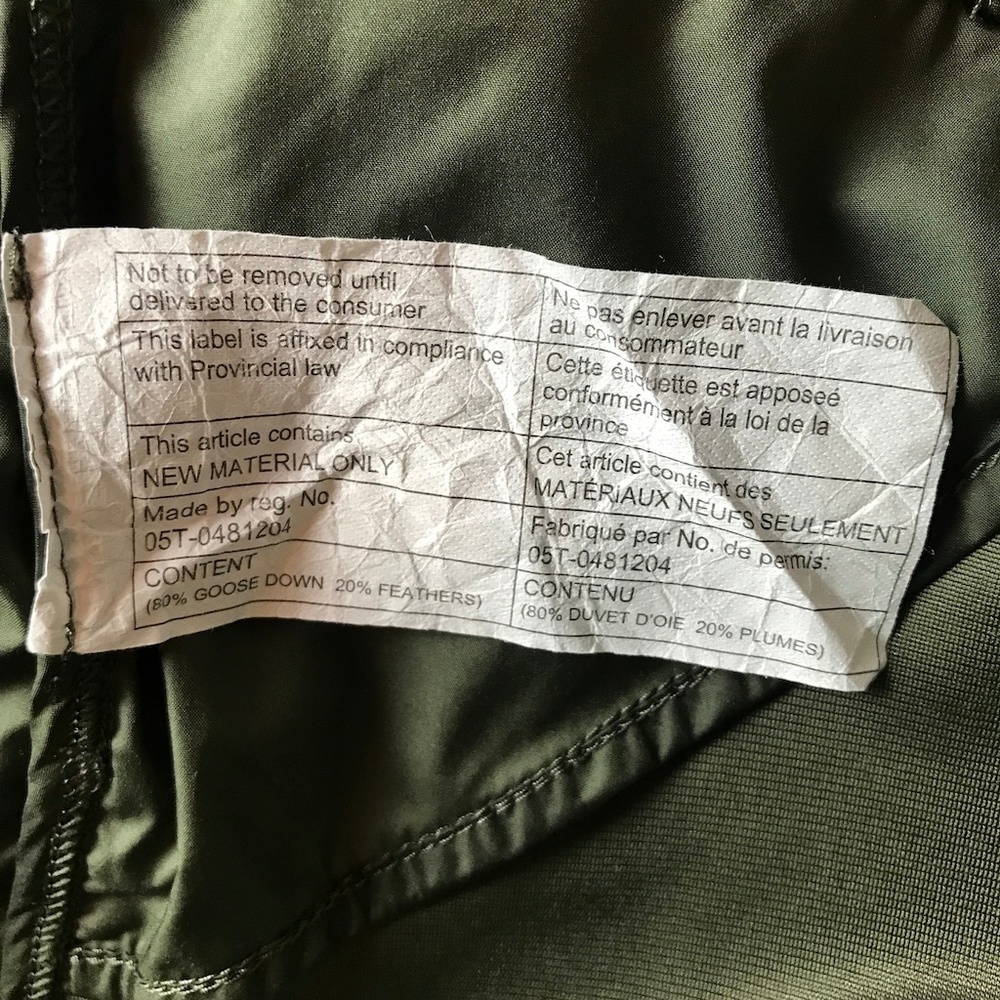 Not to be removed until
delivered to the consumer
This label is affixed in compliance
with Provincial law
This article contains
NEW MATERIAL ONLY
Made by reg. No.
05T-0481204
CONTENT
(80% GOOSE DOWN 20% FEATHERS)
Ne pas enlever avant la livraison
au consommateur
Cette étiquette est apposeé
conformément à la loi de la
province
Cet article contient des
MATÉRIAUX NEUFS SEULEMENT
Fabriqué par No. de permis:
05T-0481204
CONTENU
(80% DUVET D'OIE 20% PLUMES)